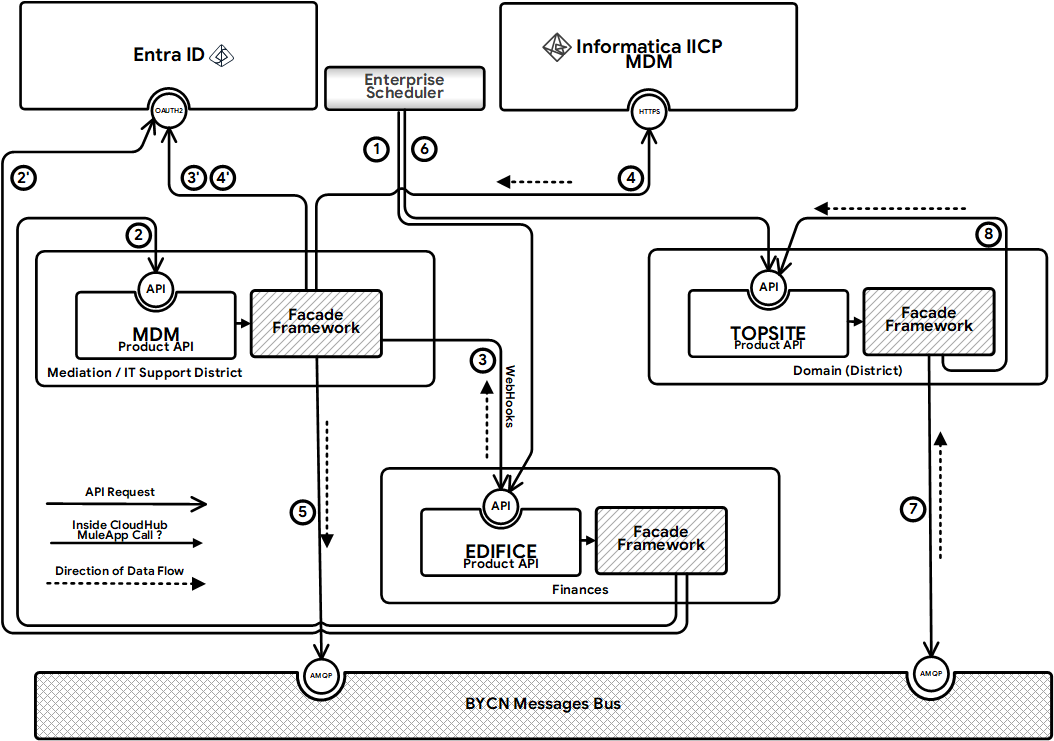 Entra ID
Informatica IICP
MDM
Enterprise
Scheduler
OAUTH2
HTTPS
1
6
2'
3'
4'
4
2
8
API
API
MDM
Product API
Facade
Framework
TOPSITE
Product API
Facade
Framework
Mediation / IT Support District
Domain (District)
3
WebHooks
API Request
Inside CloudHub
MuleApp Call ?
Direction of Data Flow
5
7
API
EDIFICE
Product API
Facade
Framework
Finances
AMQP
AMQP
BYCN Messages Bus